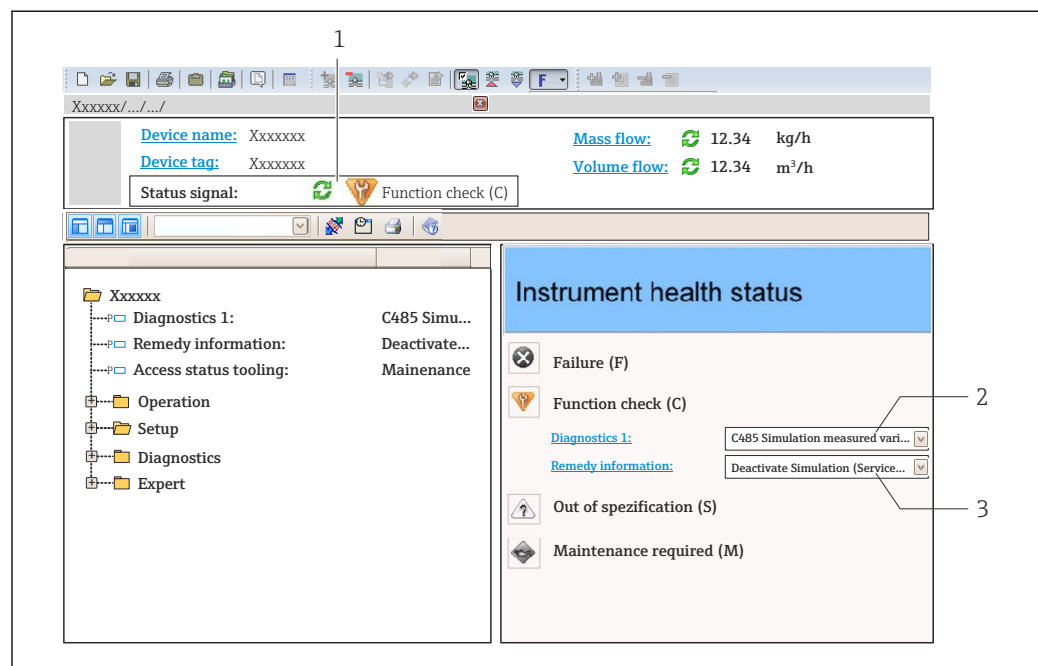 1
F
Xxxxxx/.../.../
Device name: Xxxxxxx
Mass flow: 12.34 kg/h
Device tag: Xxxxxxx
Volume flow: 12.34 m³/h
Status signal: Function check (C)
Instrument health status
Xxxxxx
P Diagnostics 1: C485 Simu...
P Remedy information: Deactivate...
P Access status tooling: Mainenance
Operation
Setup
Diagnostics
Expert
Failure (F)
Function check (C)
2
Diagnostics 1: C485 Simulation measured vari...
Remedy information: Deactivate Simulation (Service...
Out of spezification (S)
3
Maintenance required (M)